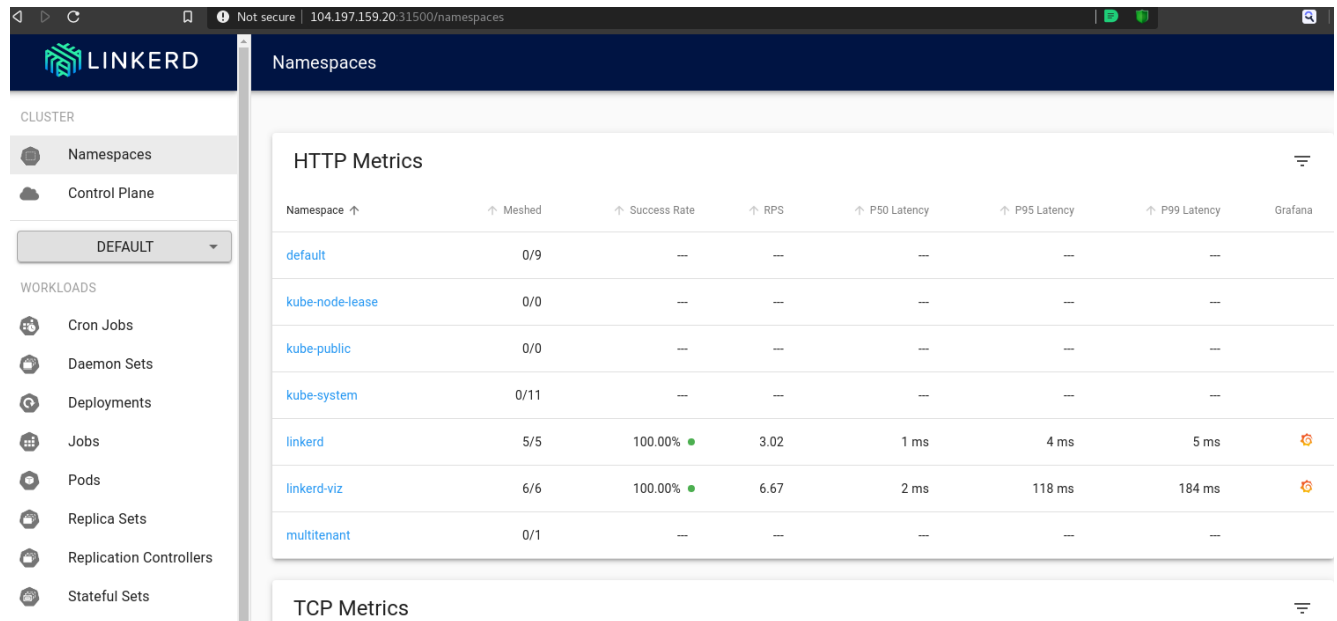 Not secure | 104.197.159.20:31500/namespaces
LINKERD
Namespaces
CLUSTER
Namespaces
Control Plane
DEFAULT
WORKLOADS
Cron Jobs
Daemon Sets
Deployments
Jobs
Pods
Replica Sets
Replication Controllers
Stateful Sets
HTTP Metrics
Namespace ↑ ↑ Meshed ↑ Success Rate ↑ RPS ↑ P50 Latency ↑ P95 Latency ↑ P99 Latency Grafana
default 0/9 --- --- --- --- ---
kube-node-lease 0/0 --- --- --- --- ---
kube-public 0/0 --- --- --- --- ---
kube-system 0/11 --- --- --- --- ---
linkerd 5/5 100.00% 3.02 1 ms 4 ms 5 ms
linkerd-viz 6/6 100.00% 6.67 2 ms 118 ms 184 ms
multitenant 0/1 --- --- --- --- ---
TCP Metrics